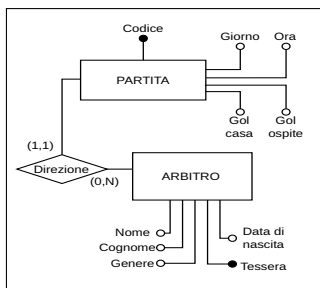 Codice
Giorno
Ora
PARTITA
Gol
casa
Gol
ospite
(1,1)
Direzione
(0,N)
ARBITRO
Nome
Cognome
Genere
Data di
nascita
Tessera